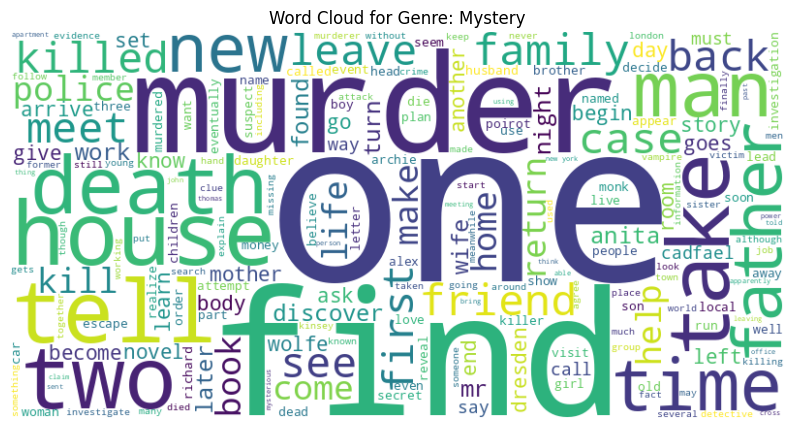 Word Cloud for Genre: Mystery
apartment evidence killed new leave seem murderer without family keep never london day must back
follow member set called event head crime husband brother decide
police three name another murder man investigation finally past
arrive want suspect including found boy go attack die plan poirot use using night named begin appear men
meet murdered eventually turn way made case story victim lead
give work know daughter archie new york vampire goes
former still young hand
death clue missing life believe start monk live return room information sister soon
thing john thomas house letter make home wife meanwhile meeting anita people cadfael take father
though children one used power told
put explain money person alex think able look although job
gets working search mother first taken going around show town apparently away
kill learn realize order attempt discover ask love friend bring agree place world
tell together escape body part killer help son local well
car become novel kinsey known wolfe reveal even someone end dresden visit much run killing
something two later book see secret mr call girl left group leaving
woman richard died many find come say old fact may time office
claim sent investigate mysterious dead several detective cross